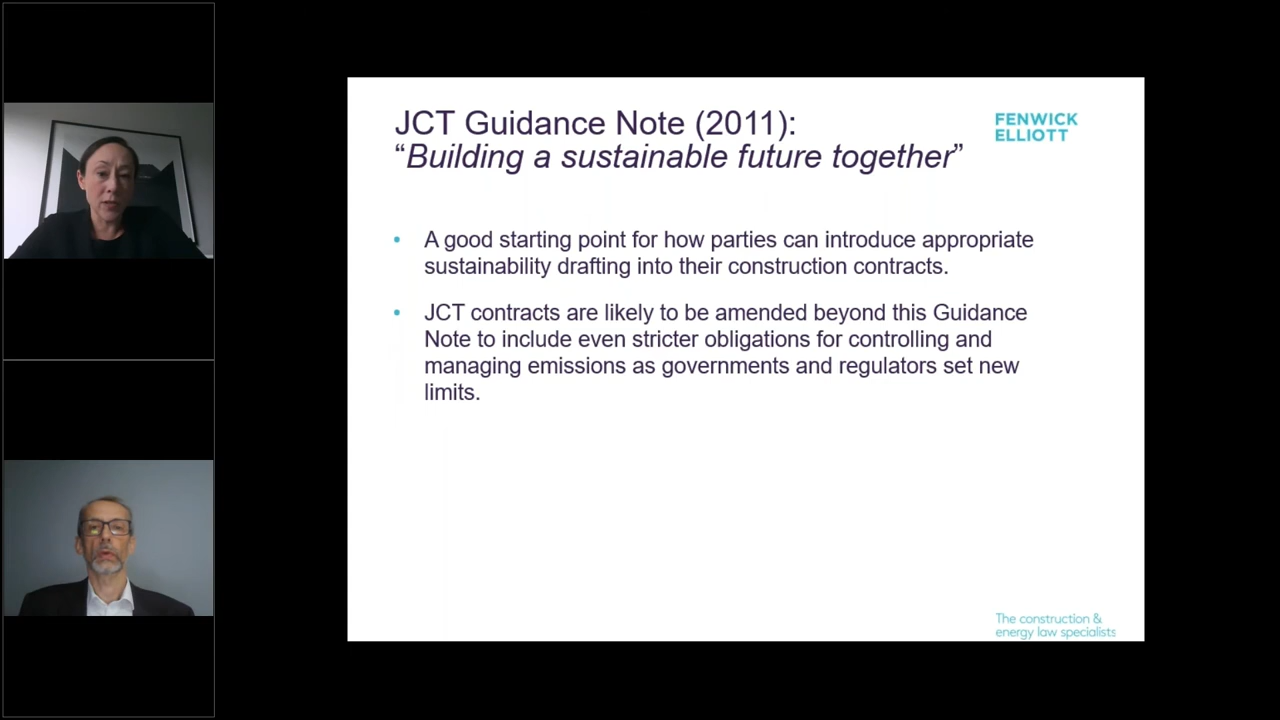 JCT Guidance Note (2011):
“Building a sustainable future together”
FENWICK
ELLIOTT
• A good starting point for how parties can introduce appropriate
sustainability drafting into their construction contracts.
• JCT contracts are likely to be amended beyond this Guidance
Note to include even stricter obligations for controlling and
managing emissions as governments and regulators set new
limits.
The construction &
energy law specialists